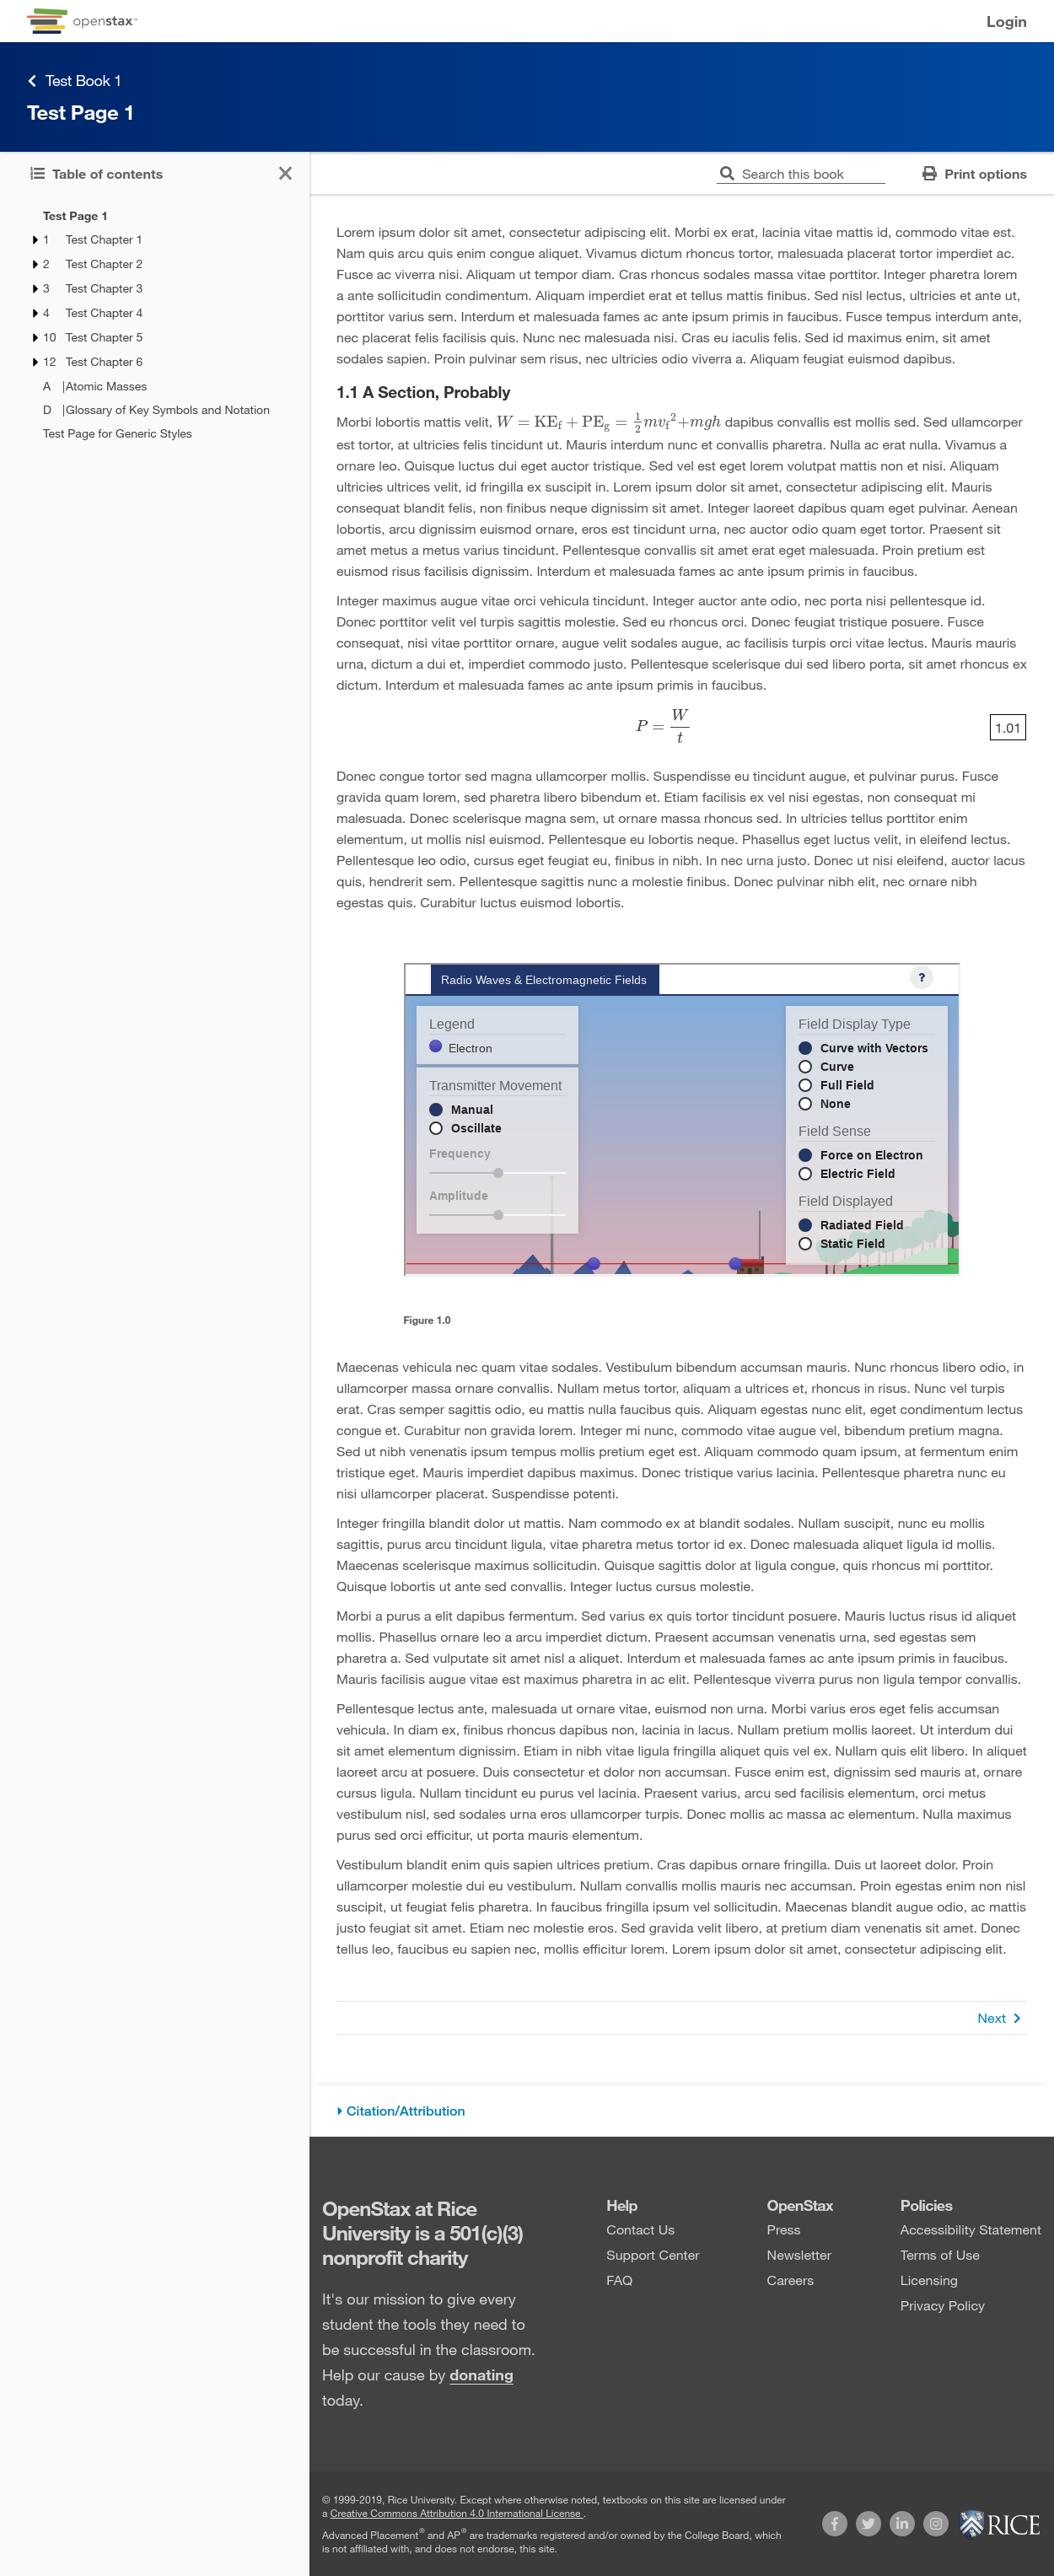 openstax™
Login
Test Book 1
Test Page 1
Table of contents
Search this book
Print options
Test Page 1
1 Test Chapter 1
2 Test Chapter 2
3 Test Chapter 3
4 Test Chapter 4
10 Test Chapter 5
12 Test Chapter 6
A |Atomic Masses
D |Glossary of Key Symbols and Notation
Test Page for Generic Styles
Lorem ipsum dolor sit amet, consectetur adipiscing elit. Morbi ex erat, lacinia vitae mattis id, commodo vitae est.
Nam quis arcu quis enim congue aliquet. Vivamus dictum rhoncus tortor, malesuada placerat tortor imperdiet ac.
Fusce ac viverra nisi. Aliquam ut tempor diam. Cras rhoncus sodales massa vitae porttitor. Integer pharetra lorem
a ante sollicitudin condimentum. Aliquam imperdiet erat et tellus mattis finibus. Sed nisl lectus, ultricies et ante ut,
porttitor varius sem. Interdum et malesuada fames ac ante ipsum primis in faucibus. Fusce tempus interdum ante,
nec placerat felis facilisis quis. Nunc nec malesuada nisi. Cras eu iaculis felis. Sed id maximus enim, sit amet
sodales sapien. Proin pulvinar sem risus, nec ultricies odio viverra a. Aliquam feugiat euismod dapibus.
1.1 A Section, Probably
Morbi lobortis mattis velit, W = KE_f + PE_g = 1/2 mv_f² + mgh dapibus convallis est mollis sed. Sed ullamcorper
est tortor, at ultricies felis tincidunt ut. Mauris interdum nunc et convallis pharetra. Nulla ac erat nulla. Vivamus a
ornare leo. Quisque luctus dui eget auctor tristique. Sed vel est eget lorem volutpat mattis non et nisi. Aliquam
ultricies ultrices velit, id fringilla ex suscipit in. Lorem ipsum dolor sit amet, consectetur adipiscing elit. Mauris
consequat blandit felis, non finibus neque dignissim sit amet. Integer laoreet dapibus quam eget pulvinar. Aenean
lobortis, arcu dignissim euismod ornare, eros est tincidunt urna, nec auctor odio quam eget tortor. Praesent sit
amet metus a metus varius tincidunt. Pellentesque convallis sit amet erat eget malesuada. Proin pretium est
euismod risus facilisis dignissim. Interdum et malesuada fames ac ante ipsum primis in faucibus.
Integer maximus augue vitae orci vehicula tincidunt. Integer auctor ante odio, nec porta nisi pellentesque id.
Donec porttitor velit vel turpis sagittis molestie. Sed eu rhoncus orci. Donec feugiat tristique posuere. Fusce
consequat, nisi vitae porttitor ornare, augue velit sodales augue, ac facilisis turpis orci vitae lectus. Mauris mauris
urna, dictum a dui et, imperdiet commodo justo. Pellentesque scelerisque dui sed libero porta, sit amet rhoncus ex
dictum. Interdum et malesuada fames ac ante ipsum primis in faucibus.
P = W/t 1.01
Donec congue tortor sed magna ullamcorper mollis. Suspendisse eu tincidunt augue, et pulvinar purus. Fusce
gravida quam lorem, sed pharetra libero bibendum et. Etiam facilisis ex vel nisi egestas, non consequat mi
malesuada. Donec scelerisque magna sem, ut ornare massa rhoncus sed. In ultricies tellus porttitor enim
elementum, ut mollis nisl euismod. Pellentesque eu lobortis neque. Phasellus eget luctus velit, in eleifend lectus.
Pellentesque leo odio, cursus eget feugiat eu, finibus in nibh. In nec urna justo. Donec ut nisi eleifend, auctor lacus
quis, hendrerit sem. Pellentesque sagittis nunc a molestie finibus. Donec pulvinar nibh elit, nec ornare nibh
egestas quis. Curabitur luctus euismod lobortis.
Radio Waves & Electromagnetic Fields
?
Legend
Electron
Transmitter Movement
Manual
Oscillate
Frequency
Amplitude
Field Display Type
Curve with Vectors
Curve
Full Field
None
Field Sense
Force on Electron
Electric Field
Field Displayed
Radiated Field
Static Field
Figure 1.0
Maecenas vehicula nec quam vitae sodales. Vestibulum bibendum accumsan mauris. Nunc rhoncus libero odio, in
ullamcorper massa ornare convallis. Nullam metus tortor, aliquam a ultrices et, rhoncus in risus. Nunc vel turpis
erat. Cras semper sagittis odio, eu mattis nulla faucibus quis. Aliquam egestas nunc elit, eget condimentum lectus
congue et. Curabitur non gravida lorem. Integer mi nunc, commodo vitae augue vel, bibendum pretium magna.
Sed ut nibh venenatis ipsum tempus mollis pretium eget est. Aliquam commodo quam ipsum, at fermentum enim
tristique eget. Mauris imperdiet dapibus maximus. Donec tristique varius lacinia. Pellentesque pharetra nunc eu
nisi ullamcorper placerat. Suspendisse potenti.
Integer fringilla blandit dolor ut mattis. Nam commodo ex at blandit sodales. Nullam suscipit, nunc eu mollis
sagittis, purus arcu tincidunt ligula, vitae pharetra metus tortor id ex. Donec malesuada aliquet ligula id mollis.
Maecenas scelerisque maximus sollicitudin. Quisque sagittis dolor at ligula congue, quis rhoncus mi porttitor.
Quisque lobortis ut ante sed convallis. Integer luctus cursus molestie.
Morbi a purus a elit dapibus fermentum. Sed varius ex quis tortor tincidunt posuere. Mauris luctus risus id aliquet
mollis. Phasellus ornare leo a arcu imperdiet dictum. Praesent accumsan venenatis urna, sed egestas sem
pharetra a. Sed vulputate sit amet nisl a aliquet. Interdum et malesuada fames ac ante ipsum primis in faucibus.
Mauris facilisis augue vitae est maximus pharetra in ac elit. Pellentesque viverra purus non ligula tempor convallis.
Pellentesque lectus ante, malesuada ut ornare vitae, euismod non urna. Morbi varius eros eget felis accumsan
vehicula. In diam ex, finibus rhoncus dapibus non, lacinia in lacus. Nullam pretium mollis laoreet. Ut interdum dui
sit amet elementum dignissim. Etiam in nibh vitae ligula fringilla aliquet quis vel ex. Nullam quis elit libero. In aliquet
laoreet arcu at posuere. Duis consectetur et dolor non accumsan. Fusce enim est, dignissim sed mauris at, ornare
cursus ligula. Nullam tincidunt eu purus vel lacinia. Praesent varius, arcu sed facilisis elementum, orci metus
vestibulum nisl, sed sodales urna eros ullamcorper turpis. Donec mollis ac massa ac elementum. Nulla maximus
purus sed orci efficitur, ut porta mauris elementum.
Vestibulum blandit enim quis sapien ultrices pretium. Cras dapibus ornare fringilla. Duis ut laoreet dolor. Proin
ullamcorper molestie dui eu vestibulum. Nullam convallis mollis mauris nec accumsan. Proin egestas enim non nisl
suscipit, ut feugiat felis pharetra. In faucibus fringilla ipsum vel sollicitudin. Maecenas blandit augue odio, ac mattis
justo feugiat sit amet. Etiam nec molestie eros. Sed gravida velit libero, at pretium diam venenatis sit amet. Donec
tellus leo, faucibus eu sapien nec, mollis efficitur lorem. Lorem ipsum dolor sit amet, consectetur adipiscing elit.
Next
Citation/Attribution
OpenStax at Rice
University is a 501(c)(3)
nonprofit charity
It's our mission to give every
student the tools they need to
be successful in the classroom.
Help our cause by donating
today.
Help
Contact Us
Support Center
FAQ
OpenStax
Press
Newsletter
Careers
Policies
Accessibility Statement
Terms of Use
Licensing
Privacy Policy
© 1999-2019, Rice University. Except where otherwise noted, textbooks on this site are licensed under
a Creative Commons Attribution 4.0 International License .
Advanced Placement® and AP® are trademarks registered and/or owned by the College Board, which
is not affiliated with, and does not endorse, this site.
RICE